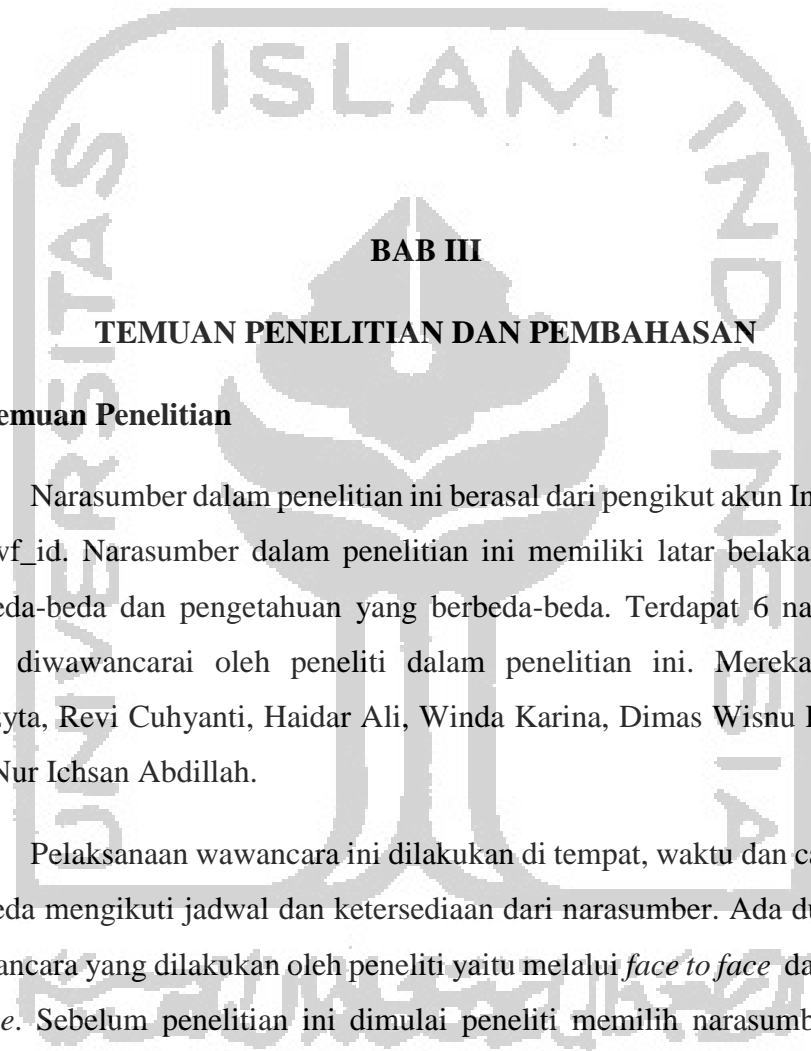 ISLAM
UNIVERSITAS
INDONESIA
BAB III
TEMUAN PENELITIAN DAN PEMBAHASAN
emuan Penelitian
Narasumber dalam penelitian ini berasal dari pengikut akun In
vf_id. Narasumber dalam penelitian ini memiliki latar belaka
eda-beda dan pengetahuan yang berbeda-beda. Terdapat 6 na
diwawancarai oleh peneliti dalam penelitian ini. Mereka
zyta, Revi Cuhyanti, Haidar Ali, Winda Karina, Dimas Wisnu
Nur Ichsan Abdillah.
Pelaksanaan wawancara ini dilakukan di tempat, waktu dan ca
eda mengikuti jadwal dan ketersediaan dari narasumber. Ada du
ancara yang dilakukan oleh peneliti yaitu melalui face to face da
e. Sebelum penelitian ini dimulai peneliti memilih narasumb